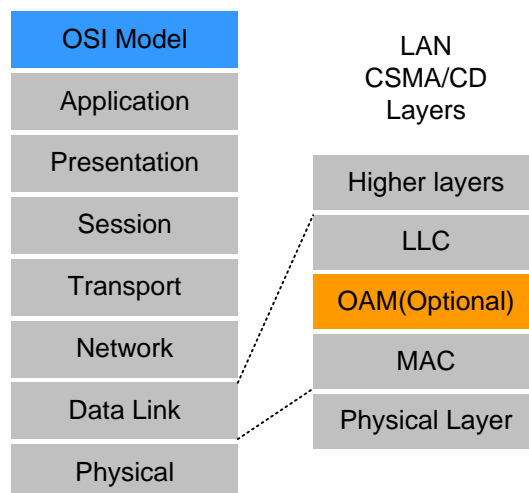 OSI Model
Application
Presentation
Session
Transport
Network
Data Link
Physical
LAN
CSMA/CD
Layers
Higher layers
LLC
OAM(Optional)
MAC
Physical Layer